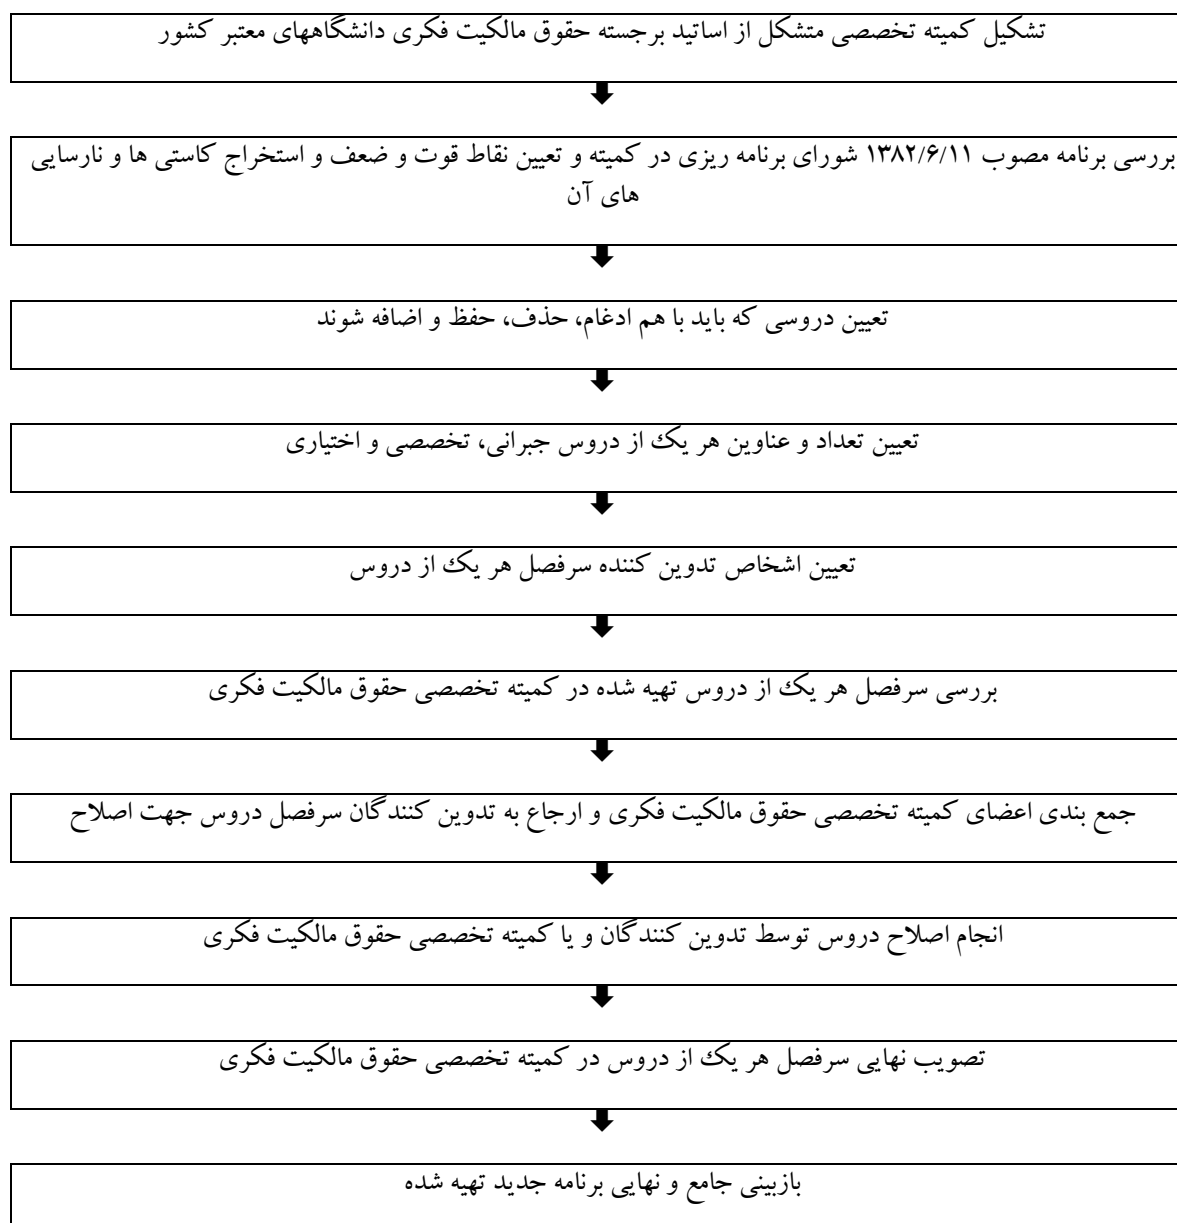 تشکیل کمیته تخصصی متشکل از اساتید برجسته حقوق مالکیت فکری دانشگاههای معتبر کشور
بررسی برنامه مصوب ۱۳۸۲/۶/۱۱ شورای برنامه ریزی در کمیته و تعیین نقاط قوت و ضعف و استخراج کاستی ها و نارسایی
های آن
تعیین دروسی که باید با هم ادغام، حذف، حفظ و اضافه شوند
تعیین تعداد و عناوین هر یک از دروس جبرانی، تخصصی و اختیاری
تعیین اشخاص تدوین کننده سرفصل هر یک از دروس
بررسی سرفصل هر یک از دروس تهیه شده در کمیته تخصصی حقوق مالکیت فکری
جمع بندی اعضای کمیته تخصصی حقوق مالکیت فکری و ارجاع به تدوین کنندگان سرفصل دروس جهت اصلاح
انجام اصلاح دروس توسط تدوین کنندگان و یا کمیته تخصصی حقوق مالکیت فکری
تصویب نهایی سرفصل هر یک از دروس در کمیته تخصصی حقوق مالکیت فکری
بازبینی جامع و نهایی برنامه جدید تهیه شده